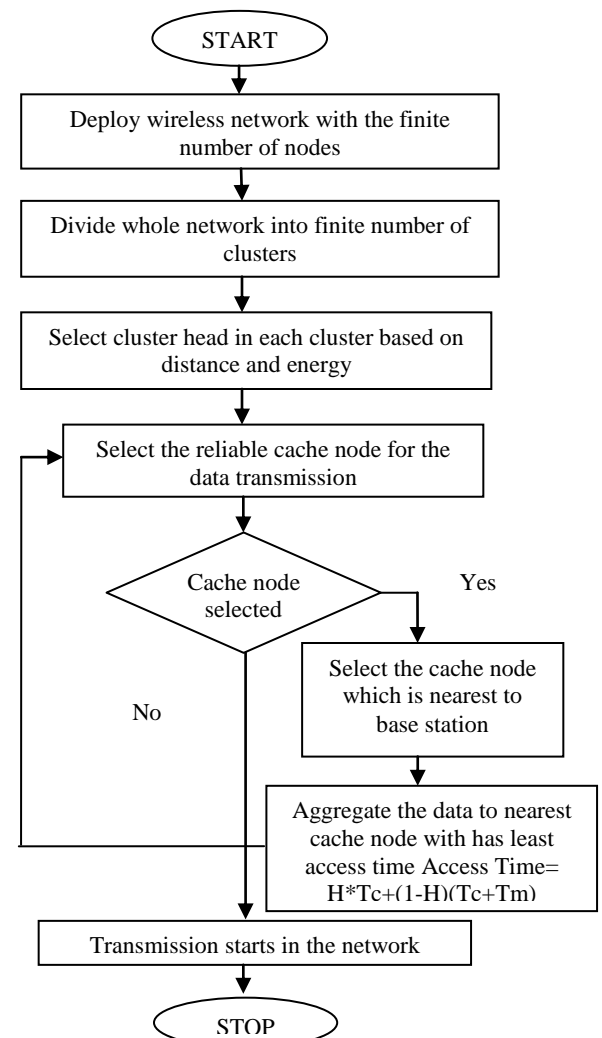 START
Deploy wireless network with the finite
number of nodes
Divide whole network into finite number of
clusters
Select cluster head in each cluster based on
distance and energy
Select the reliable cache node for the
data transmission
Cache node
selected
Yes
Select the cache node
which is nearest to
base station
No
Aggregate the data to nearest
cache node with has least
access time Access Time=
H*Tc+(1-H)(Tc+Tm)
Transmission starts in the network
STOP